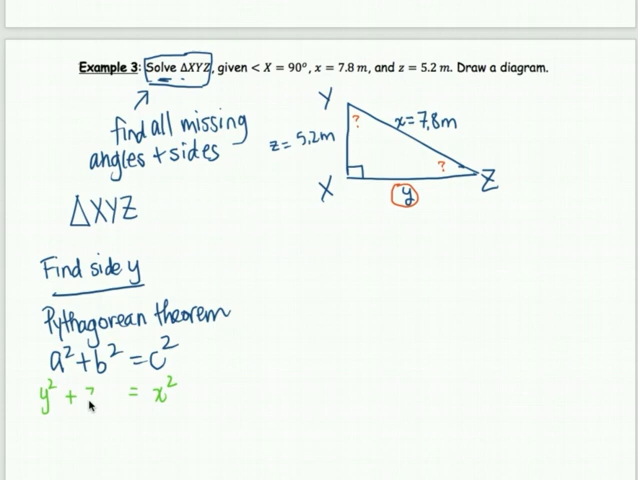 Example 3: Solve ΔXYZ, given < X = 90°, x = 7.8 m, and z = 5.2 m. Draw a diagram.
find all missing
angles + sides
ΔXYZ
Y
?
x = 7.8m
z = 5.2m
?
X
y
Z
Find side y
Pythagorean theorem
a² + b² = c²
y² + = x²